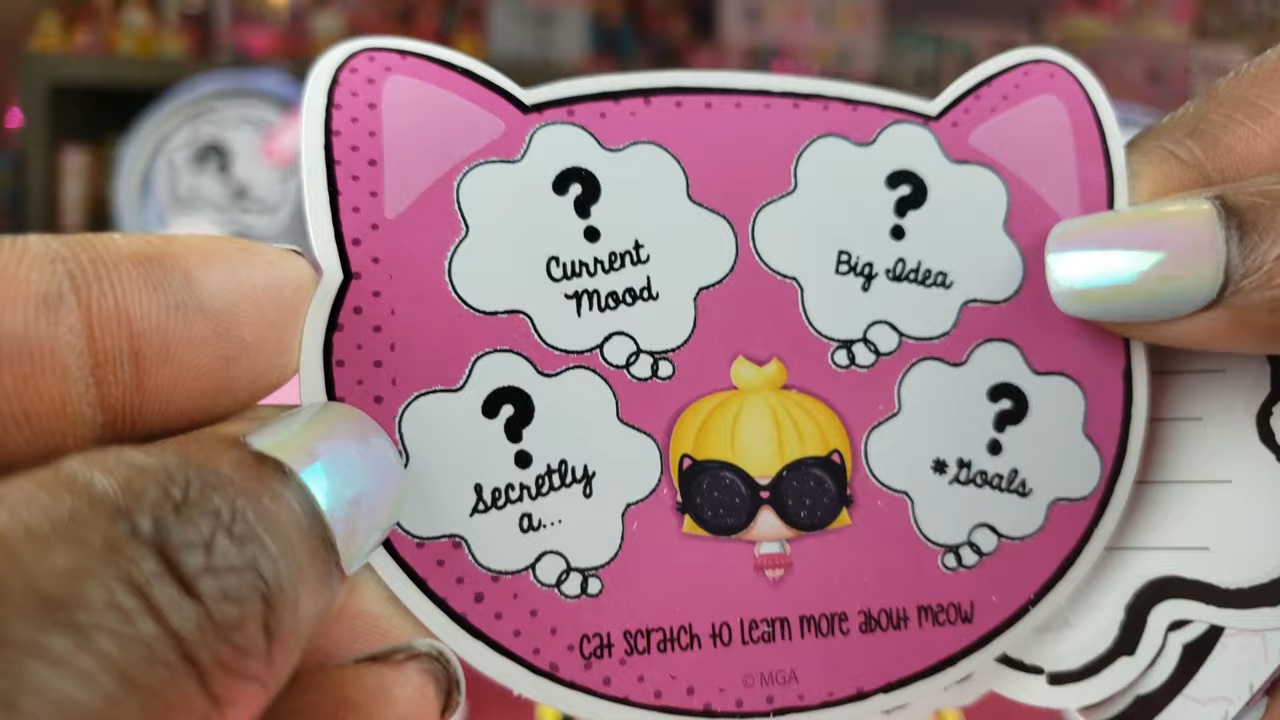 ?
Current
Mood
?
Big Idea
?
Secretly
a...
?
#Goals
cat scratch to learn more about meow
© MGA